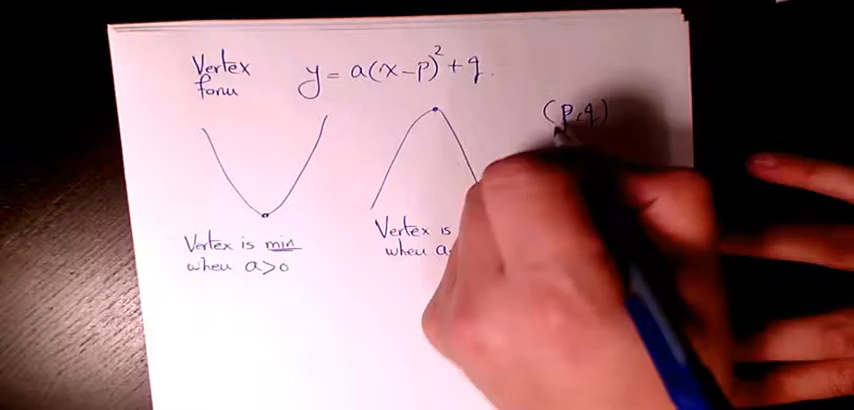 Vertex
form
y = a(x-p)² + q.
(p,q)
Vertex is min
when a>0
Vertex is
when a